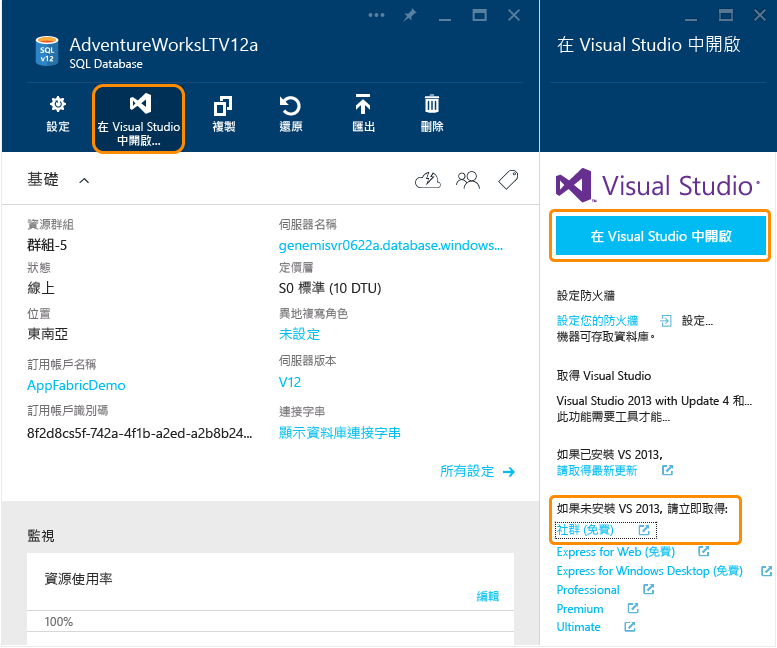 AdventureWorksLTV12a
SQL Database
SQL
v12
設定
在 Visual Studio
中開啟...
複製
還原
匯出
刪除
基礎
資源群組
群組-5
狀態
線上
位置
東南亞
訂用帳戶名稱
AppFabricDemo
訂用帳戶識別碼
8f2d8cs5f-742a-4f1b-a2ed-a2b8b24...
伺服器名稱
genemisvr0622a.database.windows...
定價層
S0 標準 (10 DTU)
異地複寫角色
未設定
伺服器版本
V12
連接字串
顯示資料庫連接字串
所有設定
監視
資源使用率
編輯
100%
在 Visual Studio 中開啟
Visual Studio
在 Visual Studio 中開啟
設定防火牆
設定您的防火牆 設定...
機器可存取資料庫。
取得 Visual Studio
Visual Studio 2013 with Update 4 和...
此功能需要工具才能...
如果已安裝 VS 2013,
請取得最新更新
如果未安裝 VS 2013, 請立即取得:
社群 (免費)
Express for Web (免費)
Express for Windows Desktop (免費)
Professional
Premium
Ultimate